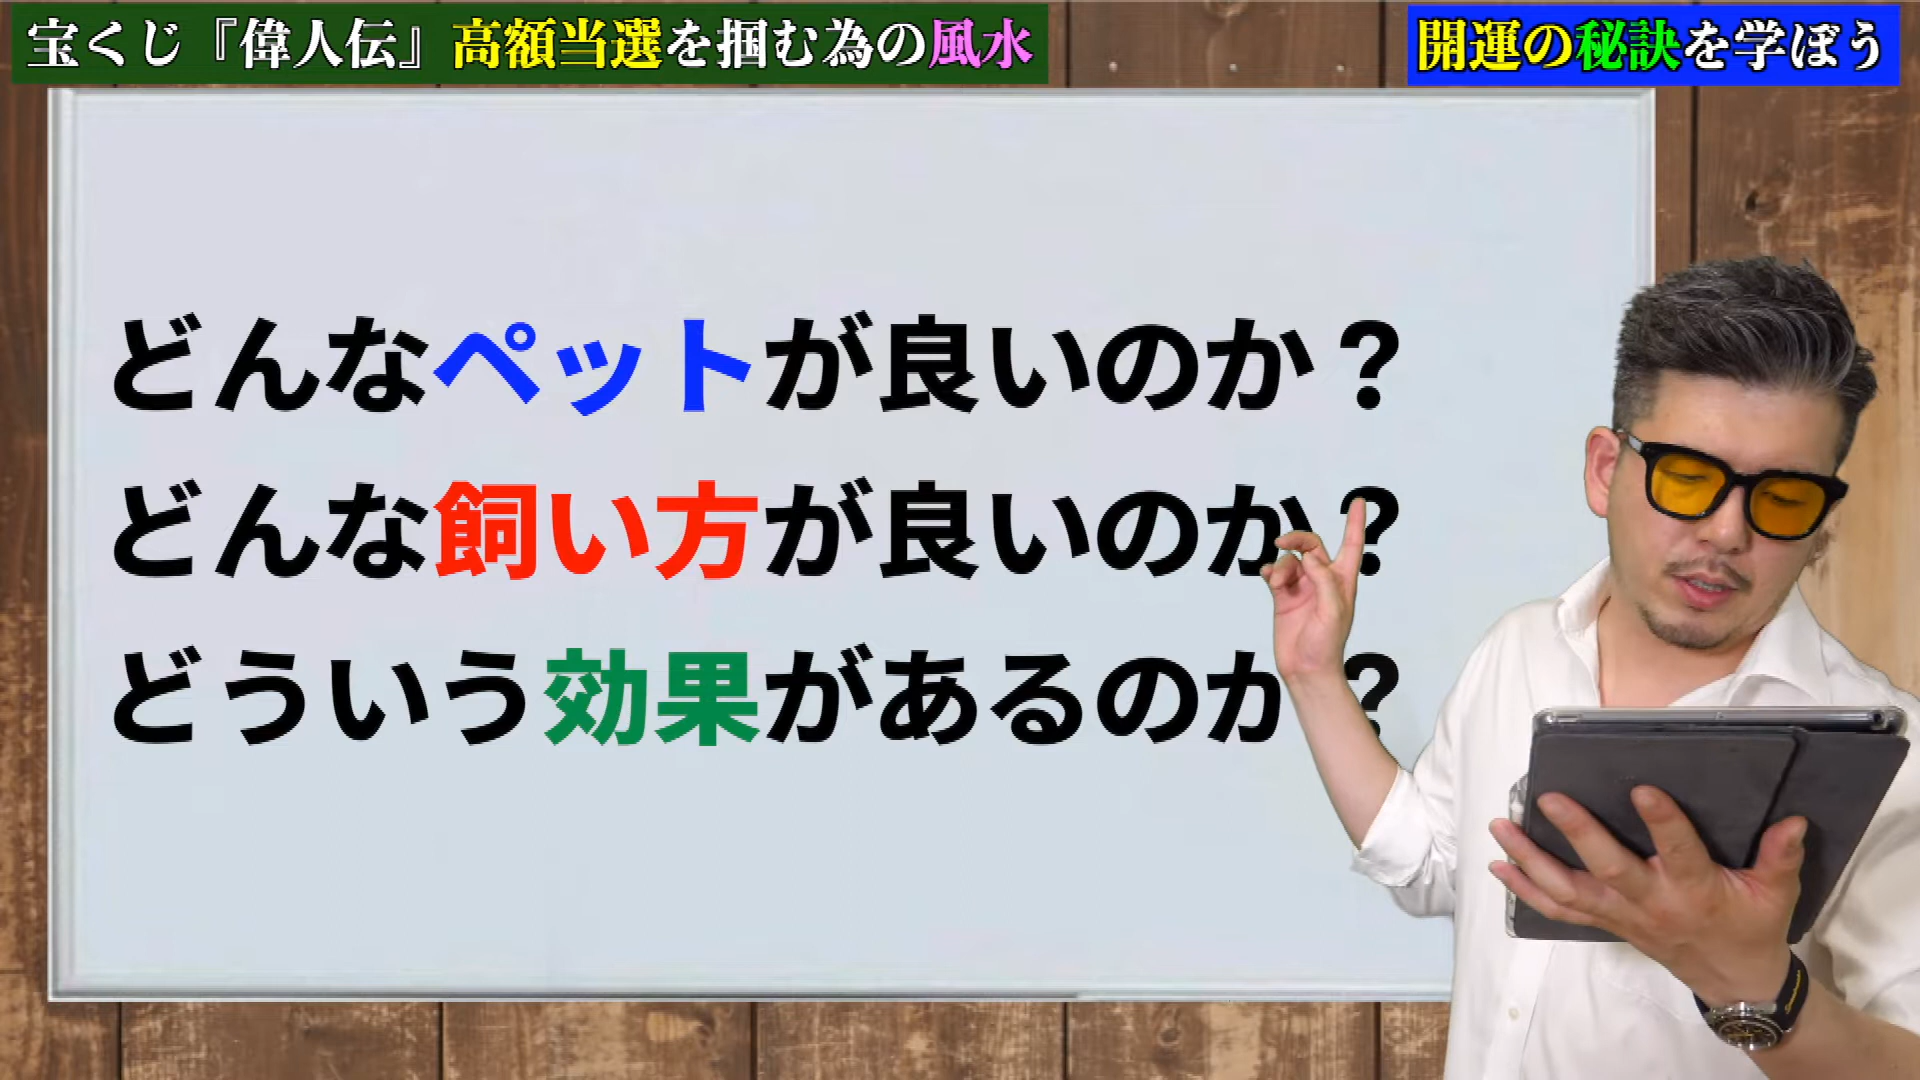 宝くじ『偉人伝』高額当選を掴む為の風水
開運の秘訣を学ぼう
どんなペットが良いのか？
どんな飼い方が良いのか？
どういう効果があるのか？